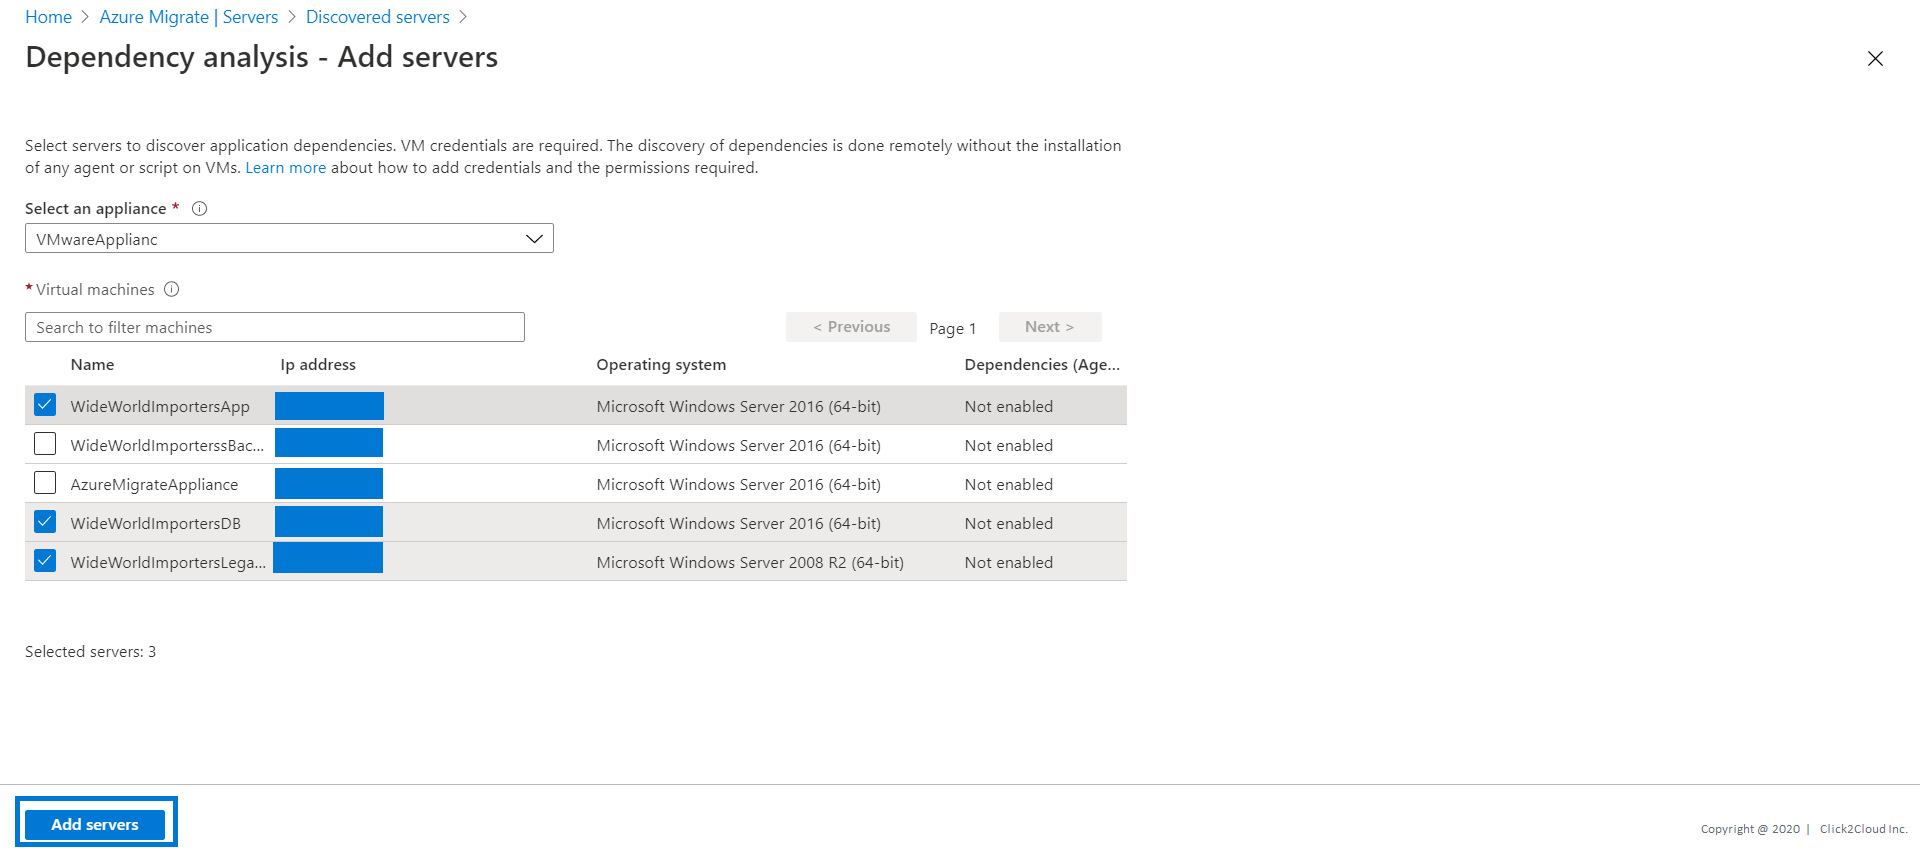 Home > Azure Migrate | Servers > Discovered servers >
Dependency analysis - Add servers
Select servers to discover application dependencies. VM credentials are required. The discovery of dependencies is done remotely without the installation
of any agent or script on VMs. Learn more about how to add credentials and the permissions required.
Select an appliance *
VMwareApplianc
* Virtual machines
Search to filter machines
< Previous Page 1 Next >
Name Ip address Operating system Dependencies (Age...
WideWorldImportersApp Microsoft Windows Server 2016 (64-bit) Not enabled
WideWorldImporterssBac... Microsoft Windows Server 2016 (64-bit) Not enabled
AzureMigrateAppliance Microsoft Windows Server 2016 (64-bit) Not enabled
WideWorldImportersDB Microsoft Windows Server 2016 (64-bit) Not enabled
WideWorldImportersLega... Microsoft Windows Server 2008 R2 (64-bit) Not enabled
Selected servers: 3
Add servers
Copyright @ 2020 | Click2Cloud Inc.